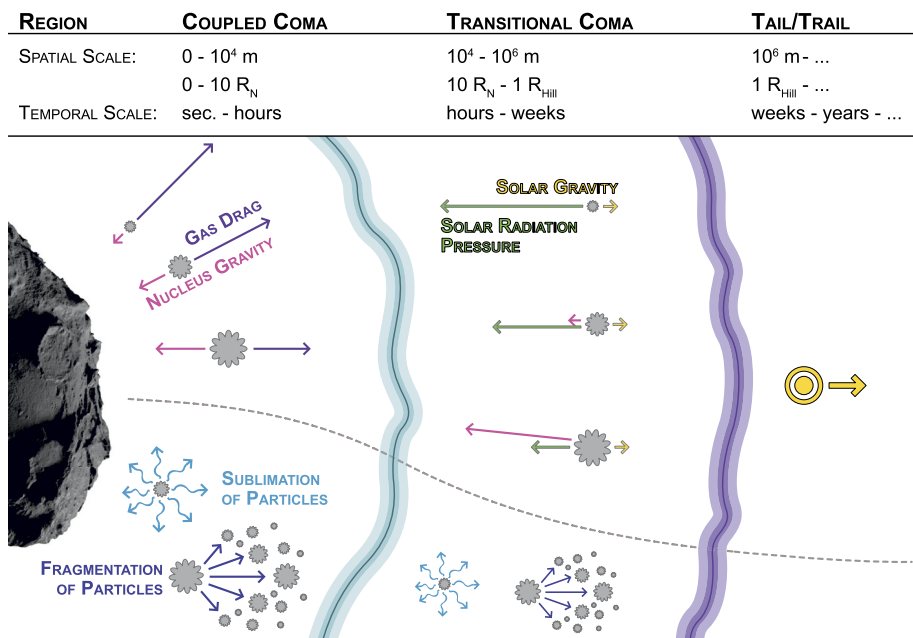 REGION COUPLED COMA TRANSITIONAL COMA TAIL/TRAIL
SPATIAL SCALE: 0 - 10⁴ m 10⁴ - 10⁶ m 10⁶ m - ...
0 - 10 R_N 10 R_N - 1 R_Hill 1 R_Hill - ...
TEMPORAL SCALE: sec. - hours hours - weeks weeks - years - ...
GAS DRAG
NUCLEUS GRAVITY
SOLAR GRAVITY
SOLAR RADIATION
PRESSURE
SUBLIMATION
OF PARTICLES
FRAGMENTATION
OF PARTICLES